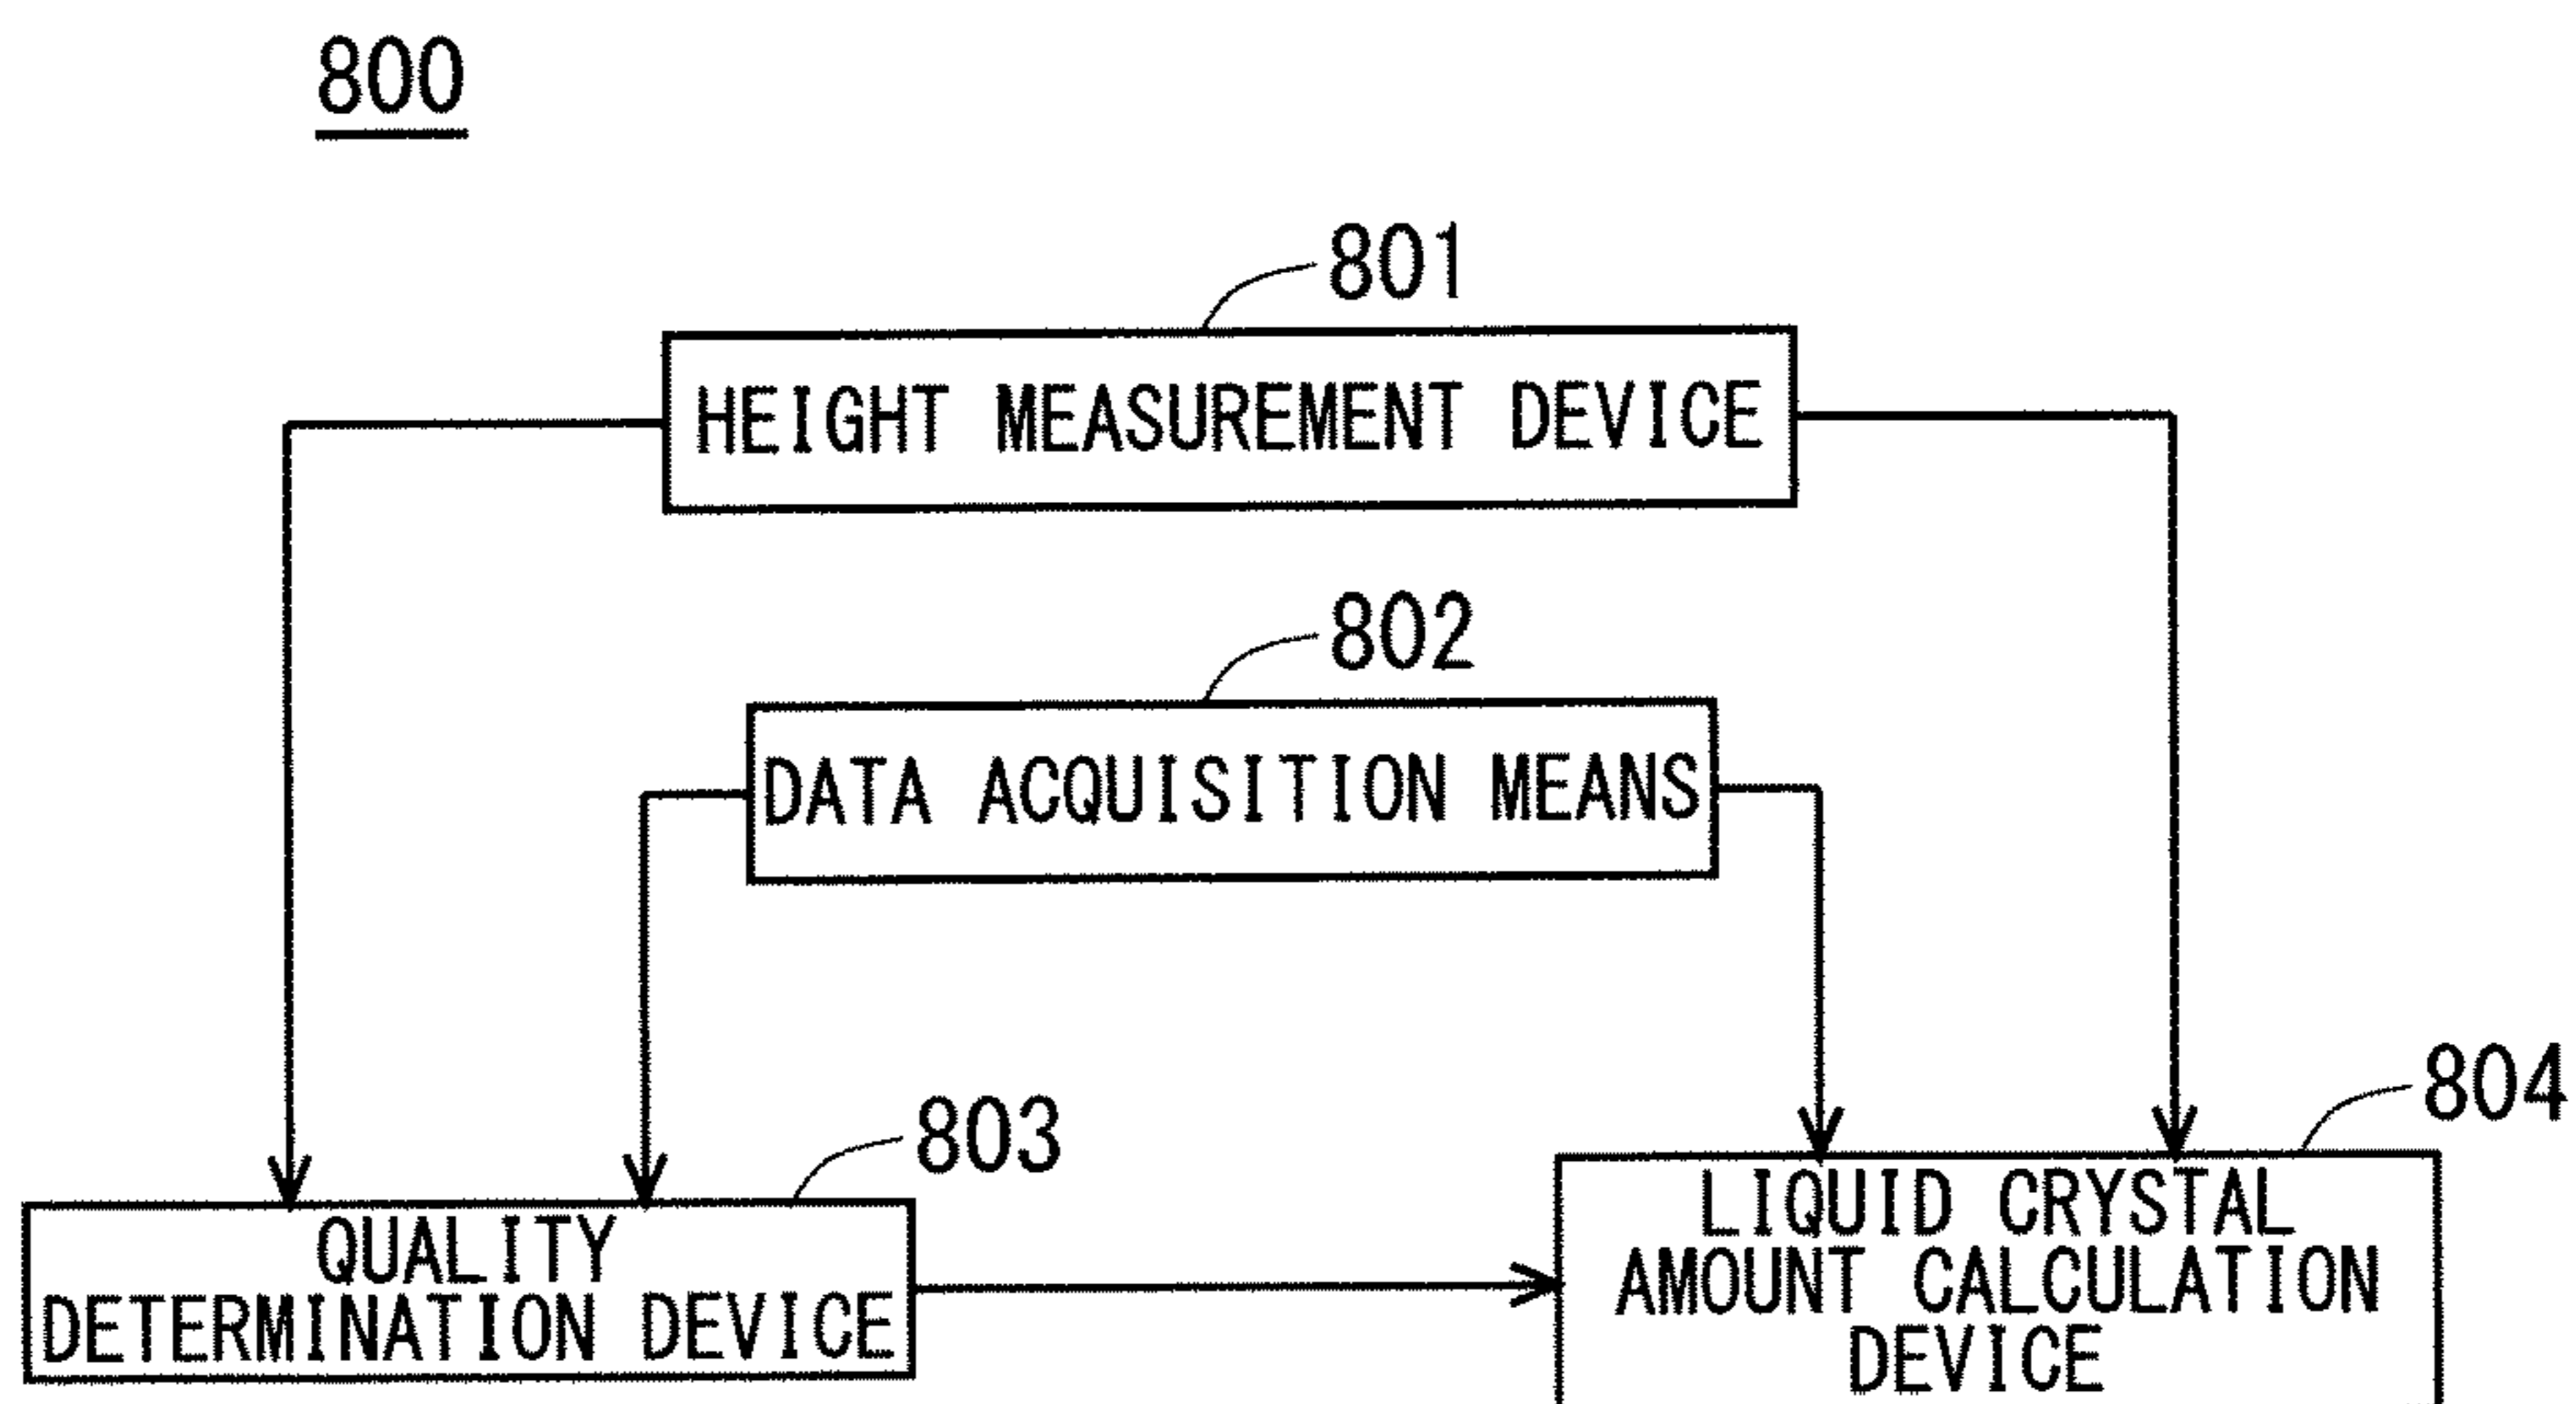 800
801
HEIGHT MEASUREMENT DEVICE
802
DATA ACQUISITION MEANS
803
QUALITY
DETERMINATION DEVICE
804
LIQUID CRYSTAL
AMOUNT CALCULATION
DEVICE